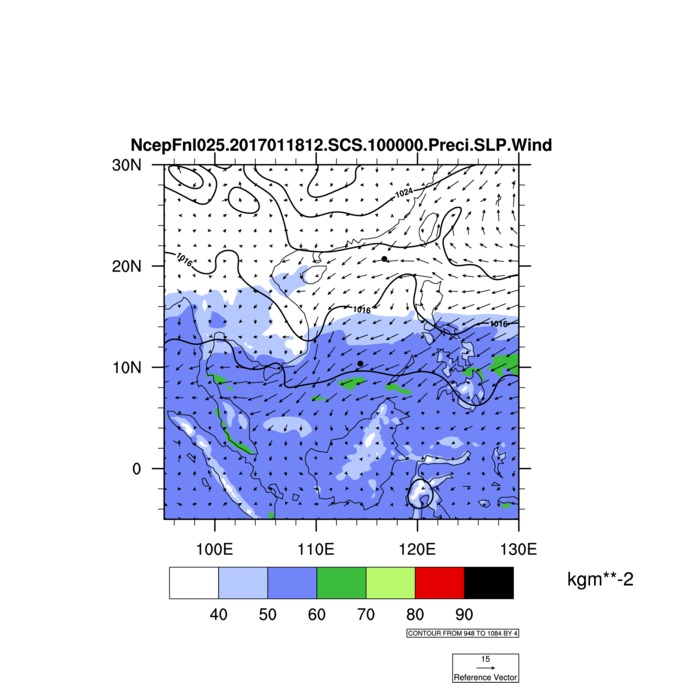 NcepFnl025.2017011812.SCS.100000.Preci.SLP.Wind
30N
1024
20N
1016
1016
1016
10N
0
100E 110E 120E 130E
kgm**-2
40 50 60 70 80 90
CONTOUR FROM 948 TO 1084 BY 4
15
Reference Vector